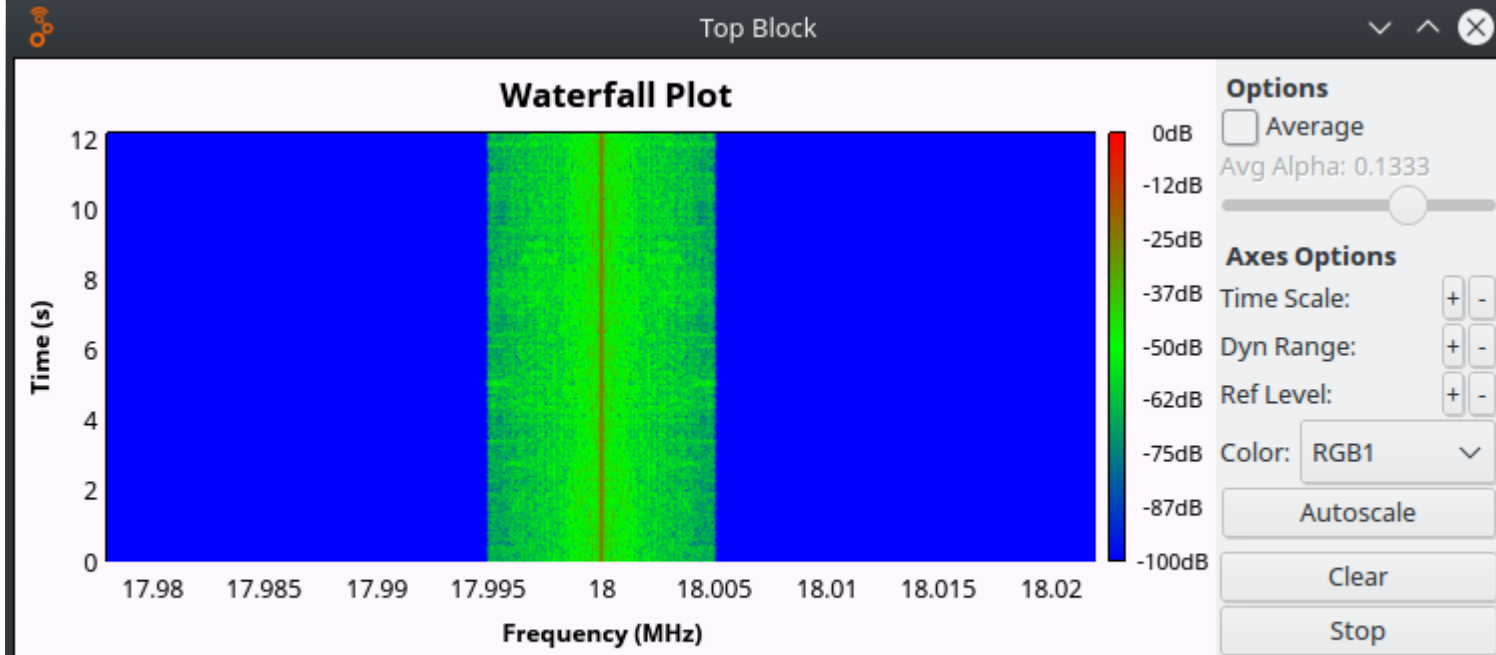 Top Block
Waterfall Plot
12
10
8
6
4
2
0
Time (s)
17.98 17.985 17.99 17.995 18 18.005 18.01 18.015 18.02
Frequency (MHz)
0dB
-12dB
-25dB
-37dB
-50dB
-62dB
-75dB
-87dB
-100dB
Options
Average
Avg Alpha: 0.1333
Axes Options
Time Scale: + -
Dyn Range: + -
Ref Level: + -
Color: RGB1
Autoscale
Clear
Stop